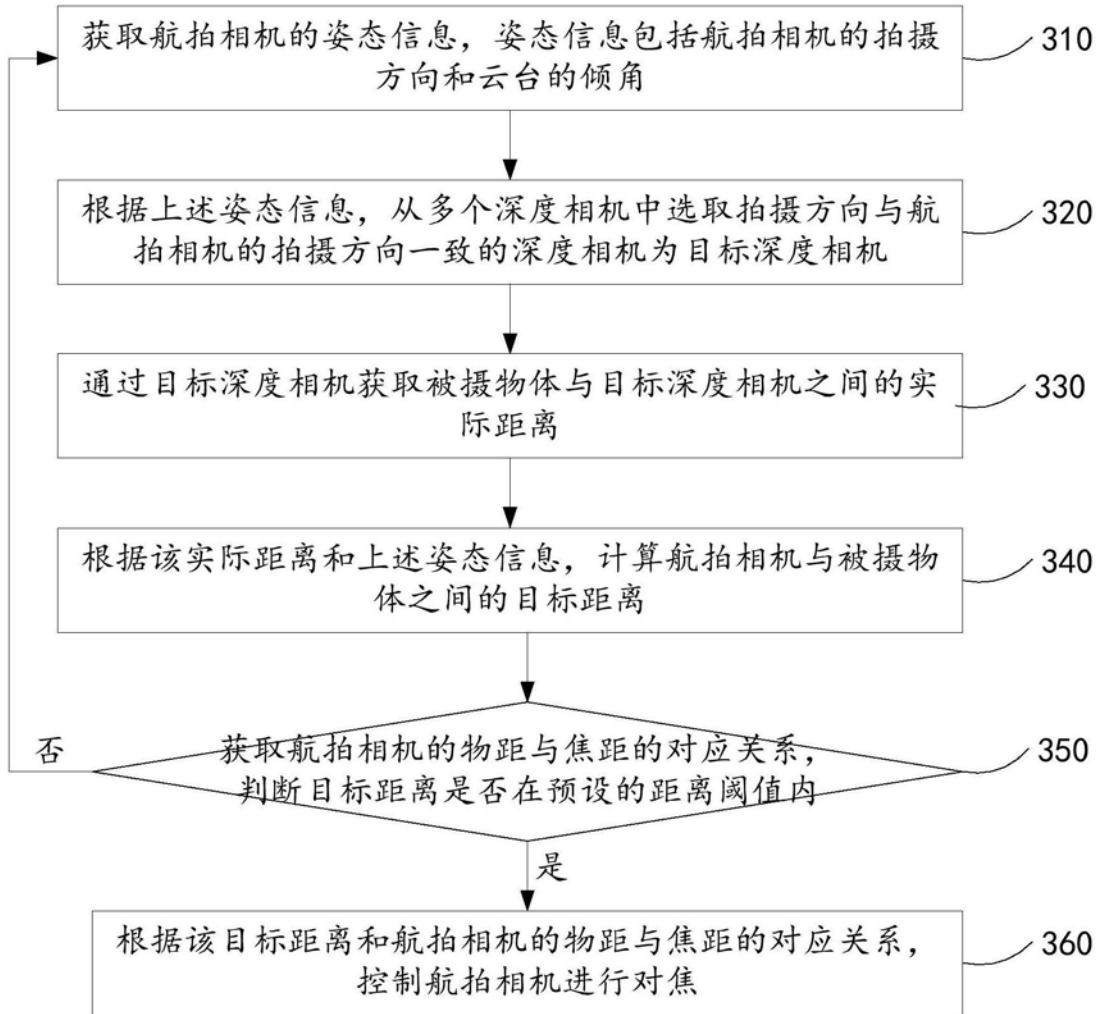 获取航拍相机的姿态信息，姿态信息包括航拍相机的拍摄
方向和云台的倾角
310
根据上述姿态信息，从多个深度相机中选取拍摄方向与航
拍相机的拍摄方向一致的深度相机为目标深度相机
320
通过目标深度相机获取被摄物体与目标深度相机之间的实
际距离
330
根据该实际距离和上述姿态信息，计算航拍相机与被摄物
体之间的目标距离
340
否
获取航拍相机的物距与焦距的对应关系，
判断目标距离是否在预设的距离阈值内
350
是
根据该目标距离和航拍相机的物距与焦距的对应关系，
控制航拍相机进行对焦
360